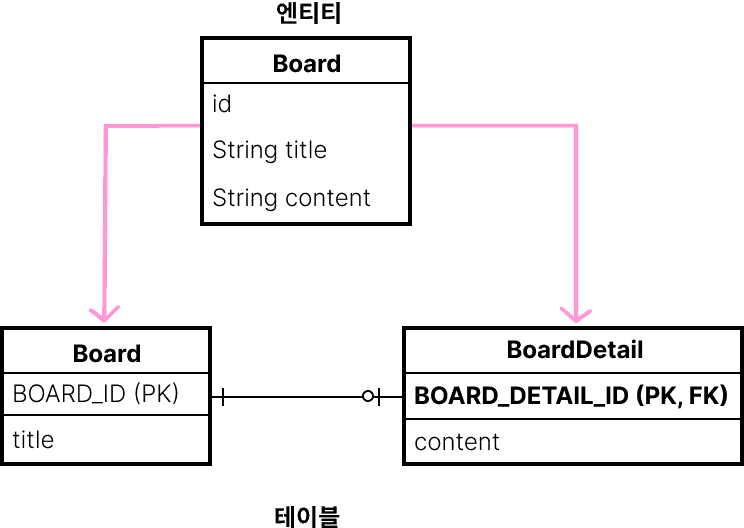 엔티티
Board
id
String title
String content
Board
BOARD_ID (PK)
title
BoardDetail
BOARD_DETAIL_ID (PK, FK)
content
테이블